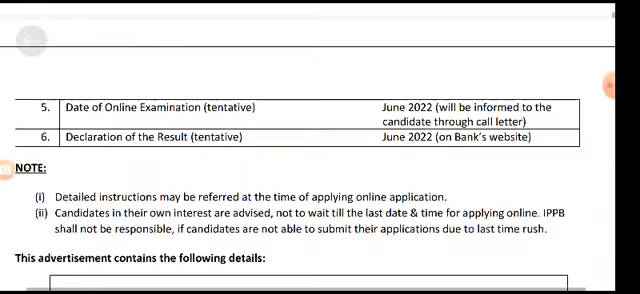 5. Date of Online Examination (tentative) June 2022 (will be informed to the
candidate through call letter)
6. Declaration of the Result (tentative) June 2022 (on Bank's website)
NOTE:
(i) Detailed instructions may be referred at the time of applying online application.
(ii) Candidates in their own interest are advised, not to wait till the last date & time for applying online. IPPB
shall not be responsible, if candidates are not able to submit their applications due to last time rush.
This advertisement contains the following details: